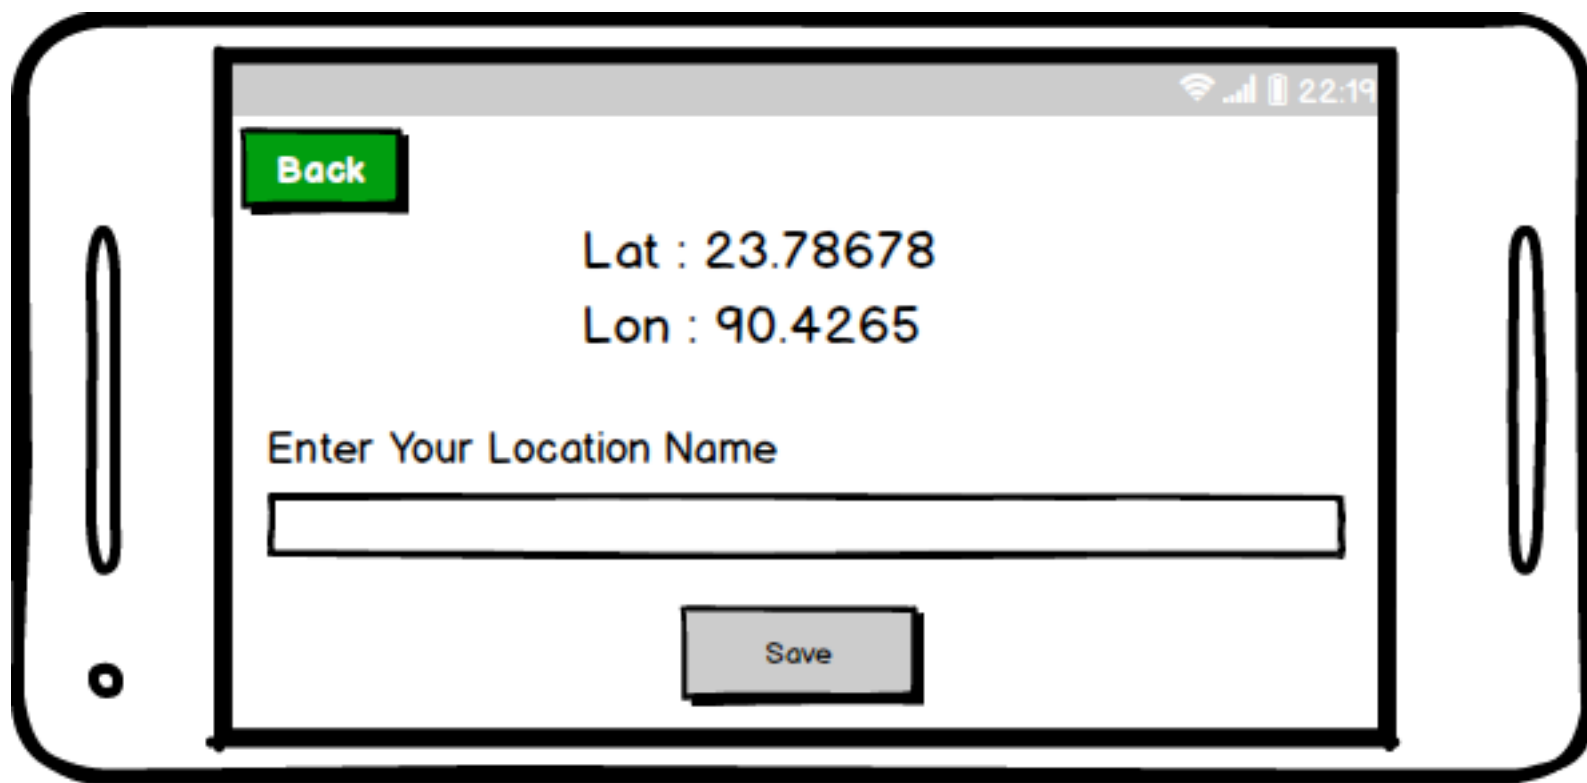 22:19
Back
Lat : 23.78678
Lon : 90.4265
Enter Your Location Name
Save